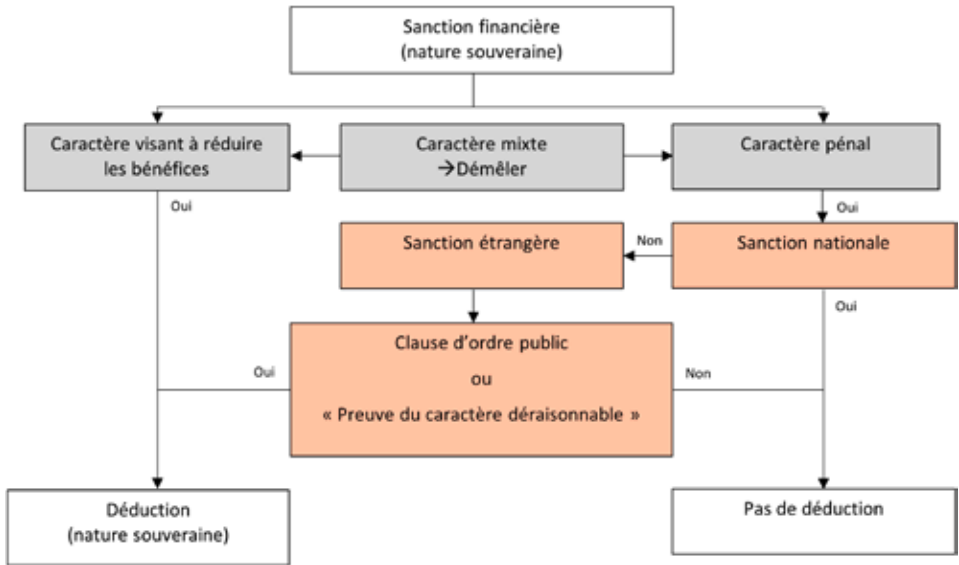 Sanction financière
(nature souveraine)
Caractère visant à réduire
les bénéfices
Caractère mixte
→Démêler
Caractère pénal
Oui
Oui
Sanction étrangère
Non
Sanction nationale
Oui
Clause d'ordre public
ou
« Preuve du caractère déraisonnable »
Oui
Non
Déduction
(nature souveraine)
Pas de déduction